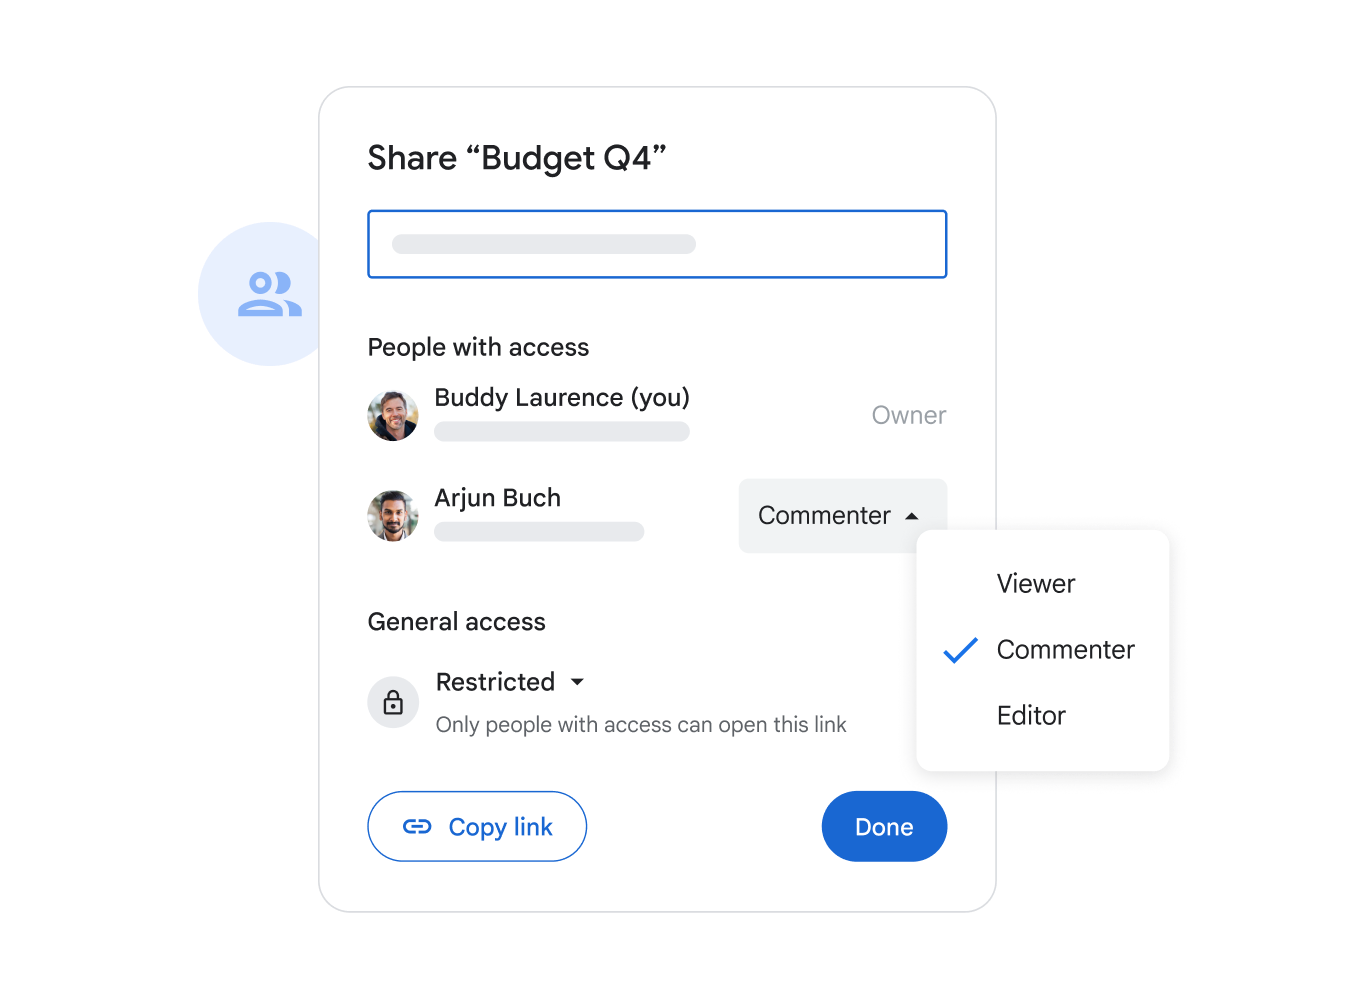 Share “Budget Q4”
People with access
Buddy Laurence (you)
Owner
Arjun Buch
Commenter
Viewer
Commenter
Editor
General access
Restricted
Only people with access can open this link
Copy link
Done